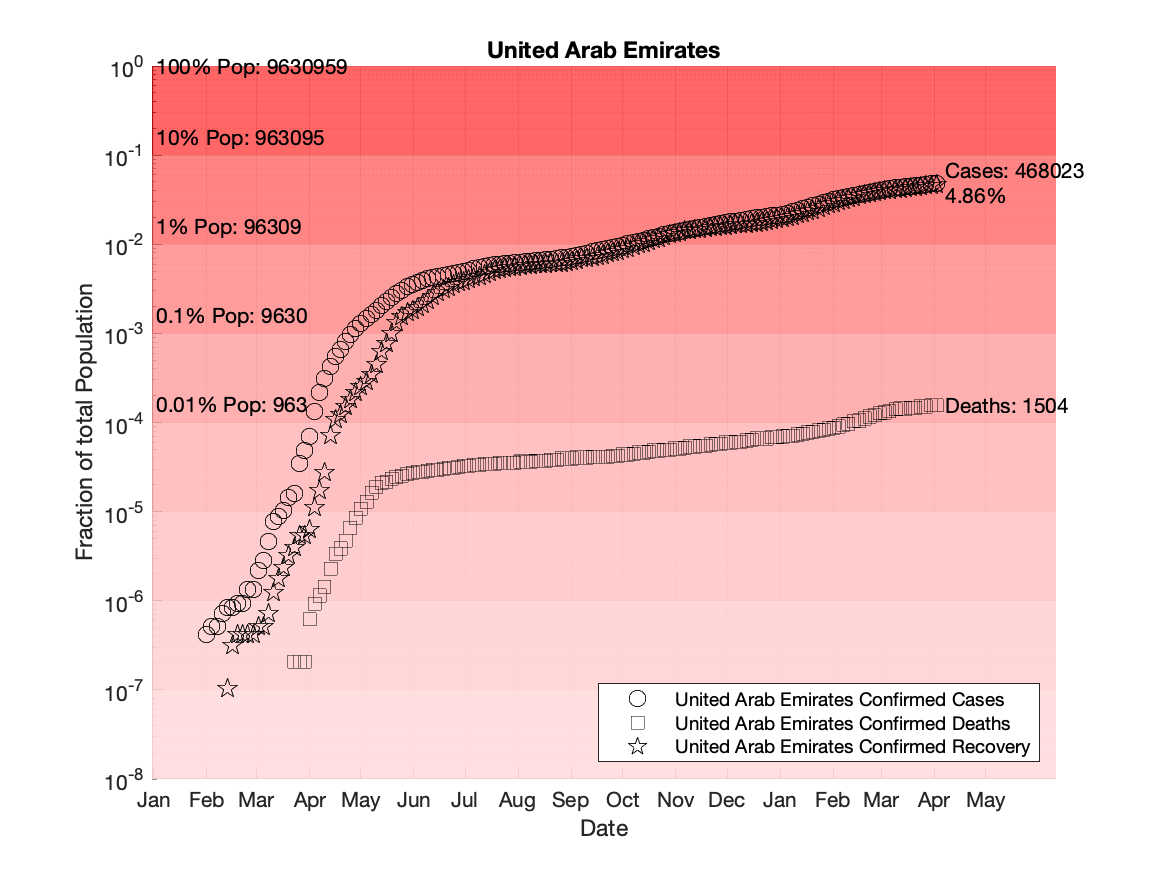 United Arab Emirates
10^0
100% Pop: 9630959
10% Pop: 963095
10^-1
Cases: 468023
4.86%
1% Pop: 96309
10^-2
0.1% Pop: 9630
10^-3
0.01% Pop: 963
Deaths: 1504
10^-4
10^-5
10^-6
10^-7
10^-8
Fraction of total Population
United Arab Emirates Confirmed Cases
United Arab Emirates Confirmed Deaths
United Arab Emirates Confirmed Recovery
Jan Feb Mar Apr May Jun Jul Aug Sep Oct Nov Dec Jan Feb Mar Apr May
Date